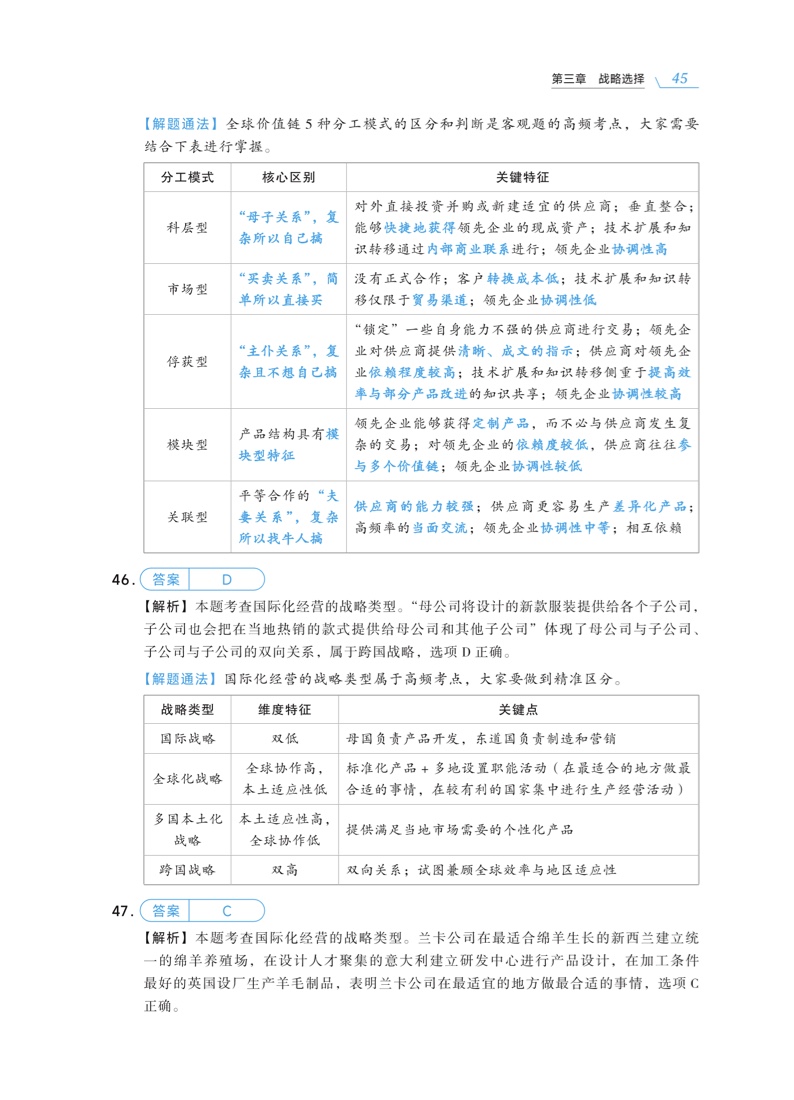 第三章 战略选择 45
【解题通法】全球价值链 5 种分工模式的区分和判断是客观题的高频考点，大家需要
结合下表进行掌握。
分工模式 核心区别 关键特征
科层型
“母子关系”，复
杂所以自己搞
对外直接投资并购或新建适宜的供应商；垂直整合；
能够快捷地获得领先企业的现成资产；技术扩展和知
识转移通过内部商业联系进行；领先企业协调性高
市场型
“买卖关系”，简
单所以直接买
没有正式合作；客户转换成本低；技术扩展和知识转
移仅限于贸易渠道；领先企业协调性低
俘获型
“主仆关系”，复
杂且不想自己搞
“锁定”一些自身能力不强的供应商进行交易；领先企
业对供应商提供清晰、成文的指示；供应商对领先企
业依赖程度较高；技术扩展和知识转移侧重于提高效
率与部分产品改进的知识共享；领先企业协调性较高
模块型
产品结构具有模
块型特征
领先企业能够获得定制产品，而不必与供应商发生复
杂的交易；对领先企业的依赖度较低，供应商往往参
与多个价值链；领先企业协调性较低
关联型
平等合作的“夫
妻关系”，复杂
所以找牛人搞
供应商的能力较强；供应商更容易生产差异化产品；
高频率的当面交流；领先企业协调性中等；相互依赖
46. 答案 D
【解析】本题考查国际化经营的战略类型。“母公司将设计的新款服装提供给各个子公司，
子公司也会把在当地热销的款式提供给母公司和其他子公司”体现了母公司与子公司、
子公司与子公司的双向关系，属于跨国战略，选项 D 正确。
【解题通法】国际化经营的战略类型属于高频考点，大家要做到精准区分。
战略类型 维度特征 关键点
国际战略 双低 母国负责产品开发，东道国负责制造和营销
全球化战略
全球协作高，
本土适应性低
标准化产品 + 多地设置职能活动（在最适合的地方做最
合适的事情，在较有利的国家集中进行生产经营活动）
多国本土化
战略
本土适应性高，
全球协作低
提供满足当地市场需要的个性化产品
跨国战略 双高 双向关系；试图兼顾全球效率与地区适应性
47. 答案 C
【解析】本题考查国际化经营的战略类型。兰卡公司在最适合绵羊生长的新西兰建立统
一的绵羊养殖场，在设计人才聚集的意大利建立研发中心进行产品设计，在加工条件
最好的英国设厂生产羊毛制品，表明兰卡公司在最适宜的地方做最合适的事情，选项 C
正确。